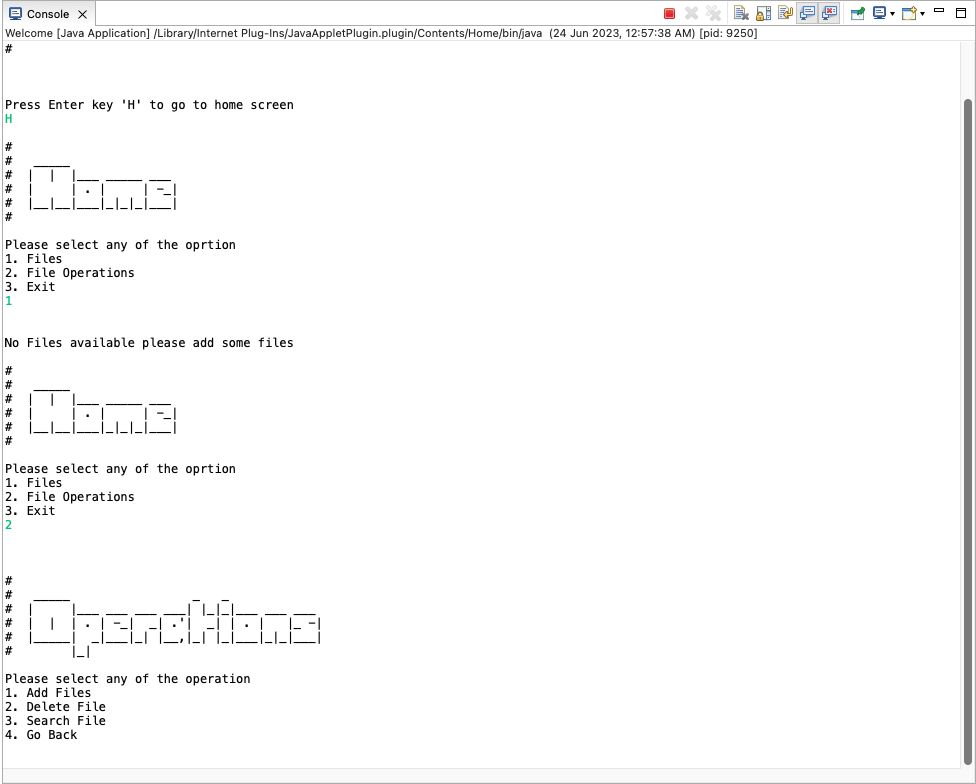 Console
Welcome [Java Application] /Library/Internet Plug-Ins/JavaAppletPlugin.plugin/Contents/Home/bin/java  (24 Jun 2023, 12:57:38 AM) [pid: 9250]
#
Press Enter key 'H' to go to home screen
H
#
#   _____
#  |  |  |___ _____ ___
#  |     | . |     | -_|
#  |__|__|___|_|_|_|___|
#
Please select any of the oprtion
1. Files
2. File Operations
3. Exit
1
No Files available please add some files
#
#   _____
#  |  |  |___ _____ ___
#  |     | . |     | -_|
#  |__|__|___|_|_|_|___|
#
Please select any of the oprtion
1. Files
2. File Operations
3. Exit
2
#
#   _____                 _   _
#  |     |___ ___ ___ ___| |_|_|___ ___ ___
#  |  |  | . | -_|  _| .'|  _| | . |   |_ -|
#  |_____|  _|___|_| |__,|_| |_|___|_|_|___|
#        |_|
Please select any of the operation
1. Add Files
2. Delete File
3. Search File
4. Go Back